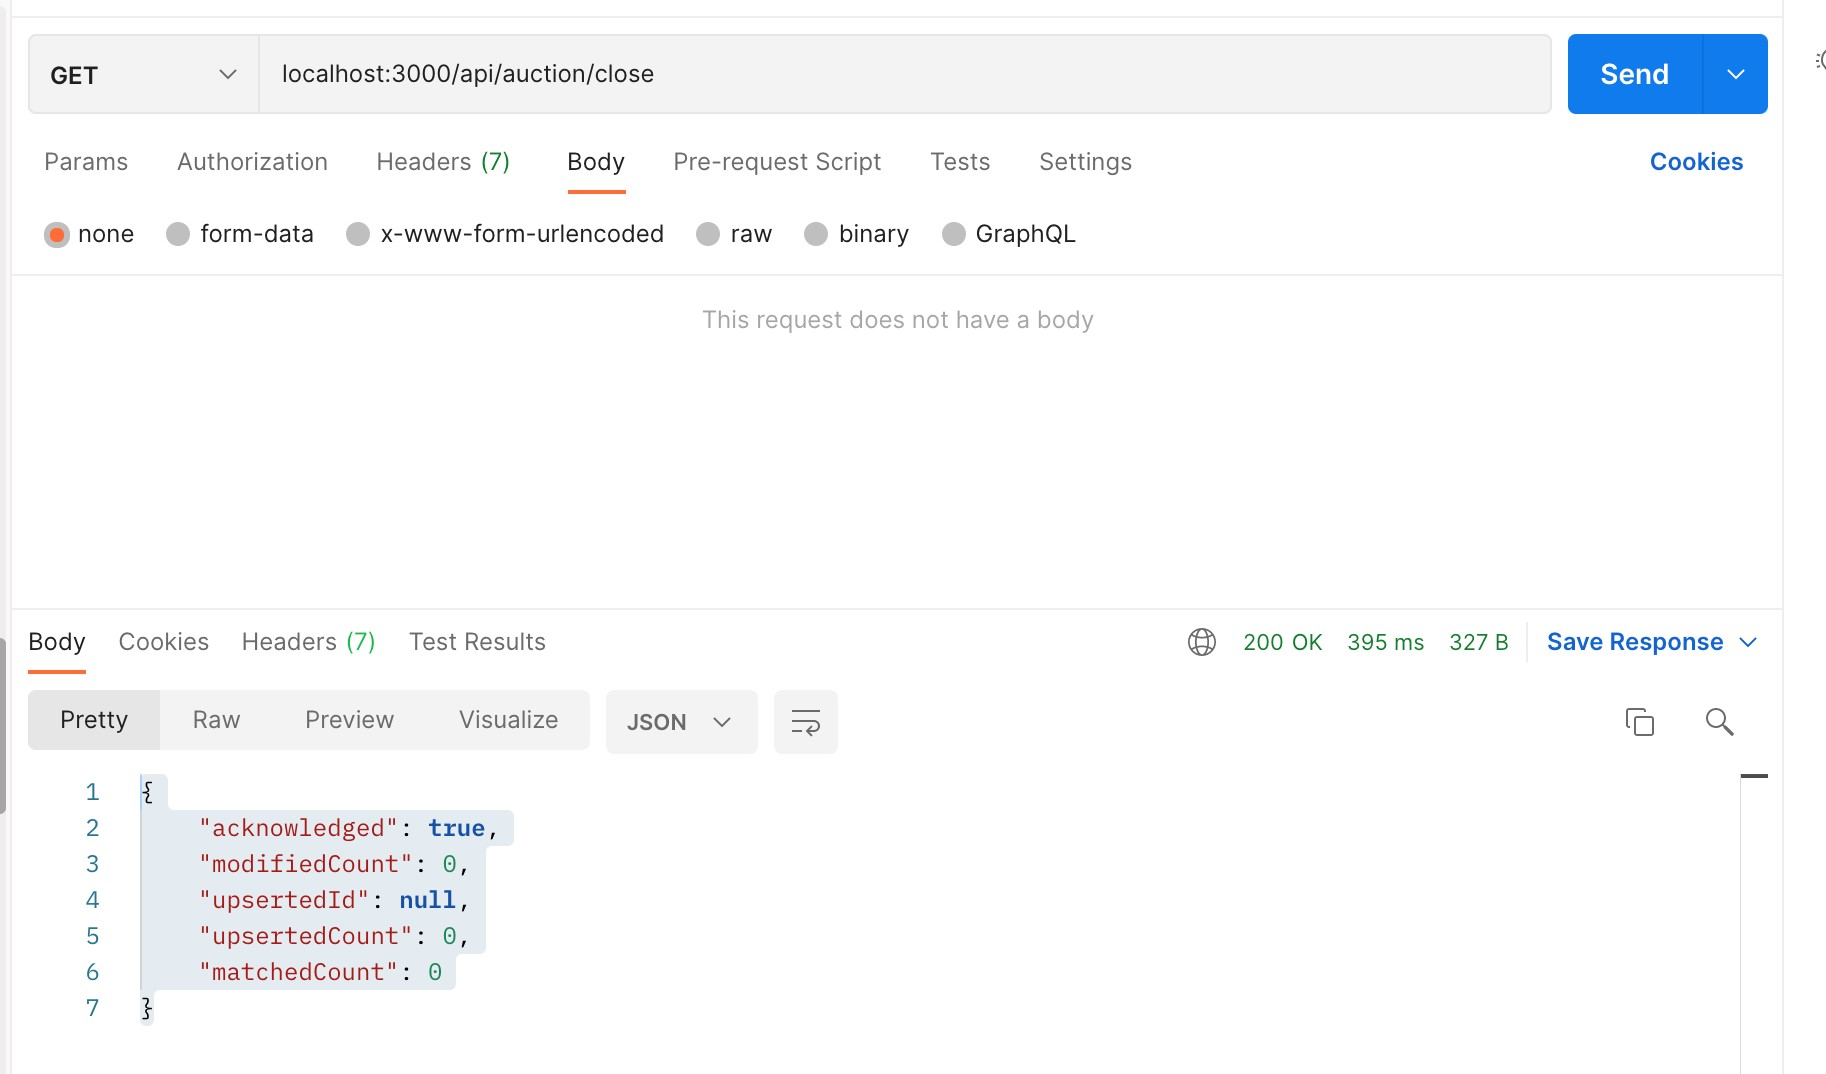 GET localhost:3000/api/auction/close Send
Params Authorization Headers (7) Body Pre-request Script Tests Settings Cookies
none form-data x-www-form-urlencoded raw binary GraphQL
This request does not have a body
Body Cookies Headers (7) Test Results 200 OK 395 ms 327 B Save Response
Pretty Raw Preview Visualize JSON
1 {
2 "acknowledged": true,
3 "modifiedCount": 0,
4 "upsertedId": null,
5 "upsertedCount": 0,
6 "matchedCount": 0
7 }